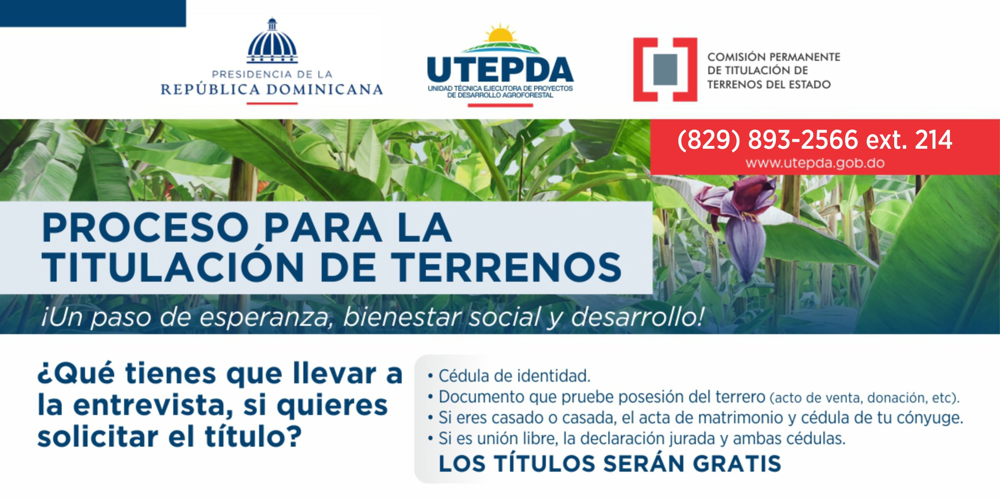 PRESIDENCIA DE LA
REPÚBLICA DOMINICANA
UTEPDA
UNIDAD TÉCNICA EJECUTORA DE PROYECTOS
DE DESARROLLO AGROFORESTAL
COMISIÓN PERMANENTE
DE TITULACIÓN DE
TERRENOS DEL ESTADO
(829) 893-2566 ext. 214
www.utepda.gob.do
PROCESO PARA LA
TITULACIÓN DE TERRENOS
¡Un paso de esperanza, bienestar social y desarrollo!
¿Qué tienes que llevar a
la entrevista, si quieres
solicitar el título?
• Cédula de identidad.
• Documento que pruebe posesión del terrero (acto de venta, donación, etc).
• Si eres casado o casada, el acta de matrimonio y cédula de tu cónyuge.
• Si es unión libre, la declaración jurada y ambas cédulas.
LOS TÍTULOS SERÁN GRATIS